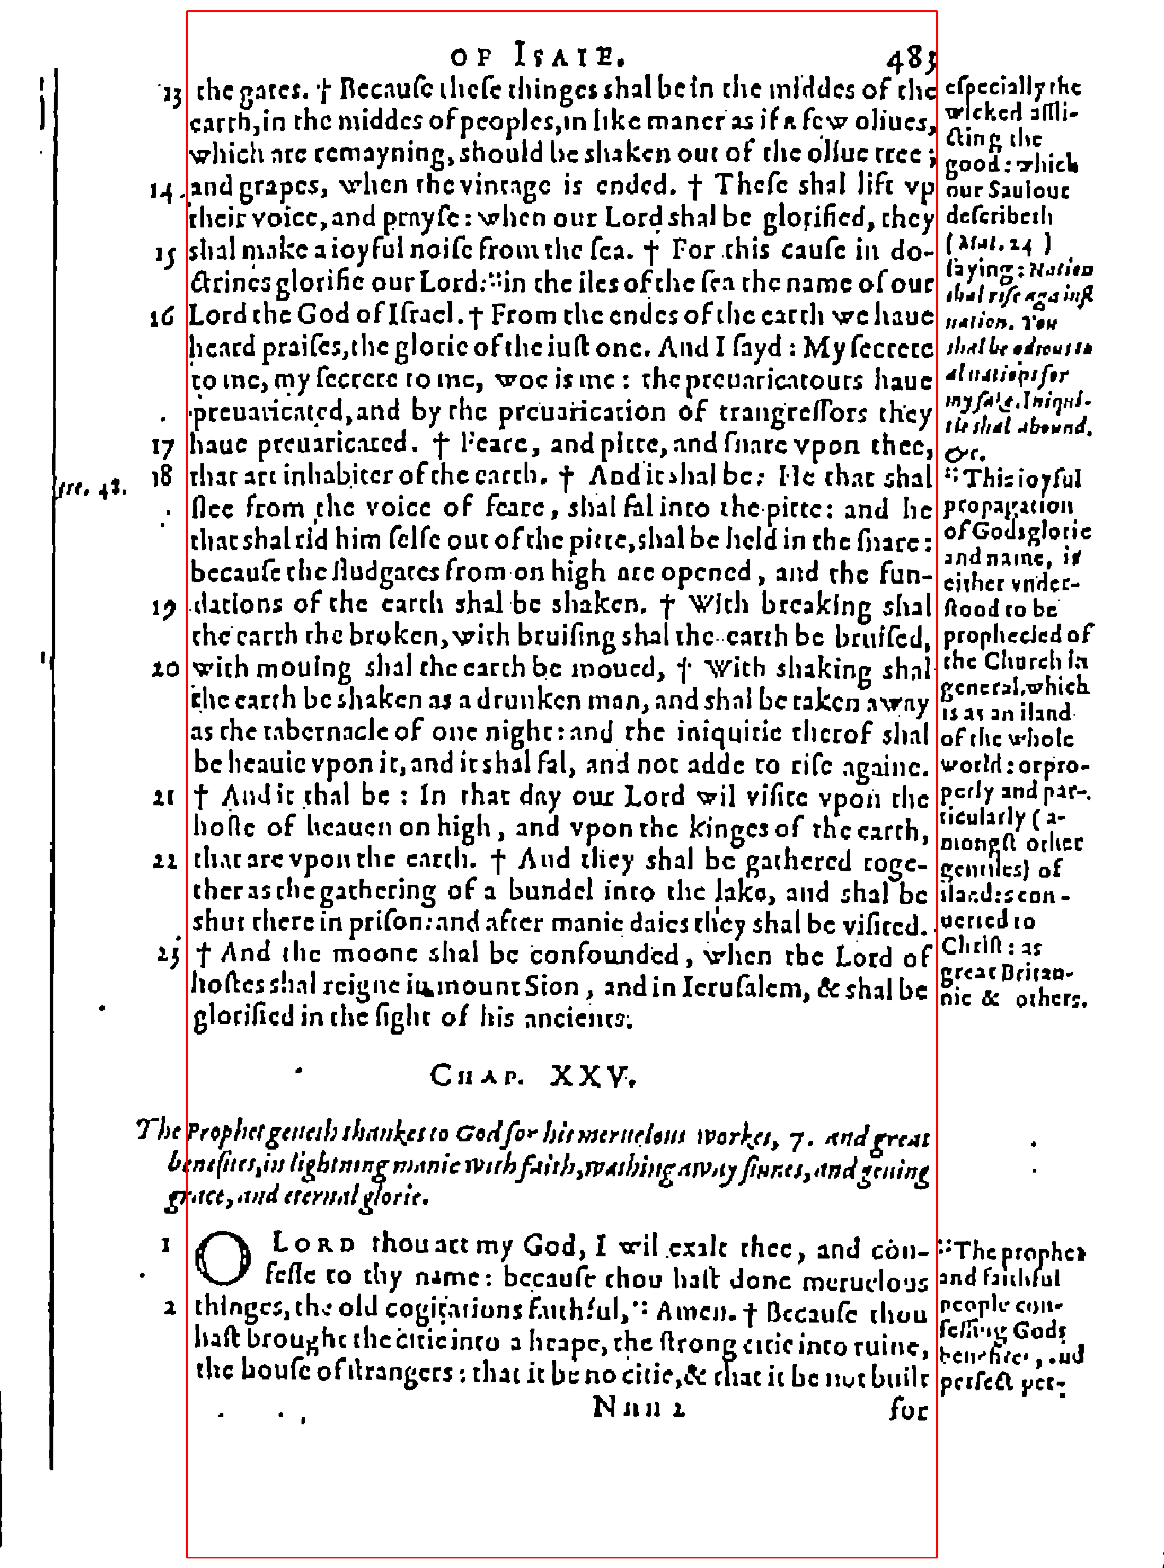 OF ISAIE. 483
13 the gates. † Becauſe theſe thinges shal be in the middes of the
earth, in the middes of peoples, in like maner as if a few oliues,
which are remayning, should be shaken out of the oliue tree;
14 and grapes, when the vintage is ended. † Theſe shal lift vp
their voice, and prayſe: when our Lord shal be glorified, they
15 shal make a ioyful noiſe from the ſea. † For this cauſe in do-
ctrines glorifie our Lord: :: in the iles of the ſea the name of our
16 Lord the God of Iſrael. † From the endes of the earth we haue
heard praiſes, the glorie of the iuſt one. And I ſayd: My ſecrete
to me, my ſecrete to me, woe is me: the preuaricatours haue
preuaricated, and by the preuarication of trangreſſors they
17 haue preuaricated. † Feare, and pitte, and ſnare vpon thee,
18 that art inhabiter of the earth. † And it shal be: He that shal
flee from the voice of feare, shal fal into the pitte: and he
that shal rid him ſelfe out of the pitte, shal be held in the ſnare:
becauſe the fludgates from on high are opened, and the fun-
19 dations of the earth shal be shaken. † With breaking shal
the earth the broken, with bruiſing shal the earth be bruiſed,
20 with mouing shal the earth be moued, † With shaking shal
the earth be shaken as a drunken man, and shal be taken away
as the tabernacle of one night: and the iniquitie therof shal
be heauie vpon it, and it shal fal, and not adde to riſe againe.
21 † And it shal be: In that day our Lord wil viſite vpon the
hoſte of heauen on high, and vpon the kinges of the earth,
22 that are vpon the earth. † And they shal be gathered toge-
ther as the gathering of a bundel into the lake, and shal be
shut there in priſon: and after manie daies they shal be viſited.
23 † And the moone shal be confounded, when the Lord of
hoſtes shal reigne in mount Sion, and in Ieruſalem, & shal be
glorified in the ſight of his ancients.
CHAP. XXV.
The Prophet geueth thankes to God for his meruelous workes, 7. and great
benefites, in lightning manie with faith, washing away ſinnes, and geuing
grace, and eternal glorie.
1 O LORD thou art my God, I wil exalt thee, and con-
feſſe to thy name: becauſe thou haſt done meruelous
2 thinges, the old cogitations faithful, :: Amen. † Becauſe thou
haſt brought the citie into a heape, the ſtrong citie into ruine,
the houſe of ſtrangers: that it be no citie, & that it be not built
Nnn 2 for
eſpecially the
wicked affli-
cting the
good: which
our Sauiour
deſcribeth
(Mat. 24)
ſaying: Nation
shal riſe againſt
nation. You
shal be odrous to
al nations for
my ſake. Iniqui-
tie shal abound.
&c.
:: This ioyful
propagation
of Gods glorie
and name, is
either vnder-
ſtood to be
prophecied of
the Church in
general, which
is as an iland
of the whole
world: or pro-
perly and par-
ticularly (a-
mongſt other
gentiles) of
ilandes con-
uerted to
Chriſt: as
great Britan-
nie & others.
:: The prophet
and faithful
people con-
feſſing Gods
benefites, and
perfect per-
Iere. 48.